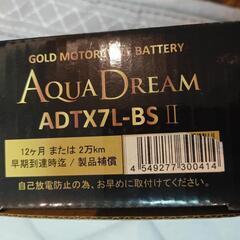 GOLD MOTORCYCLE BATTERY
AQUA DREAM
ADTX7L-BS II
12ヶ月 または 2万km
早期到達時迄 / 製品補償
4 549277 300414
自己放電防止の為、お早めに取付けてください。